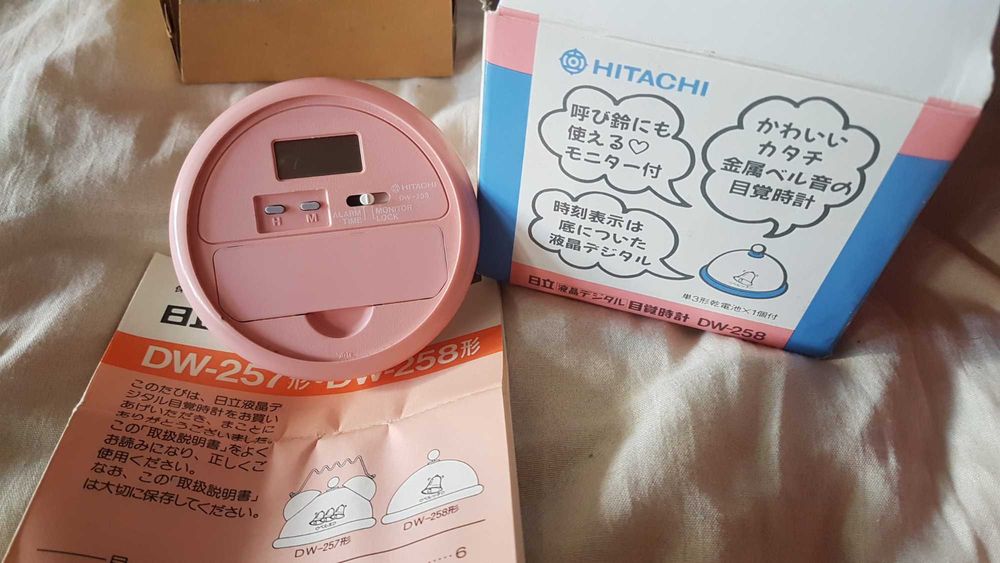 HITACHI
呼び鈴にも
使える♡
モニター付
かわいい
カタチ
金属ベル音の
目覚時計
時刻表示は
底についた
液晶デジタル
単3形乾電池×1個付
日立 液晶デジタル 目覚時計 DW-258
HITACHI
DW-258
H M
ALARM
TIME
MONITOR
LOCK
日立
DW-257形・DW-258形
このたびは、日立液晶デ
ジタル目覚時計をお買い
あげいただき、まことに
ありがとうございました。
この「取扱説明書」をよく
お読みになり、正しくご
使用ください。
なお、この「取扱説明書」
は大切に保存してください。
DW-257形
DW-258形
目
6